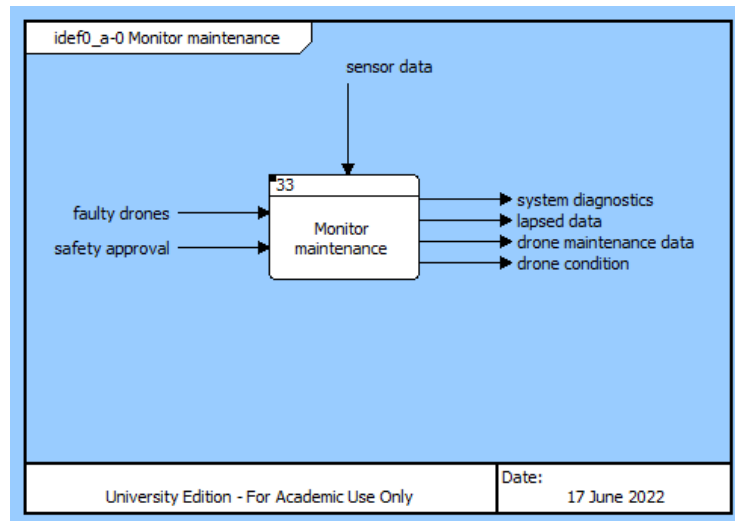 idef0_a-0 Monitor maintenance
sensor data
33
Monitor
maintenance
faulty drones
safety approval
system diagnostics
lapsed data
drone maintenance data
drone condition
University Edition - For Academic Use Only
Date:
17 June 2022